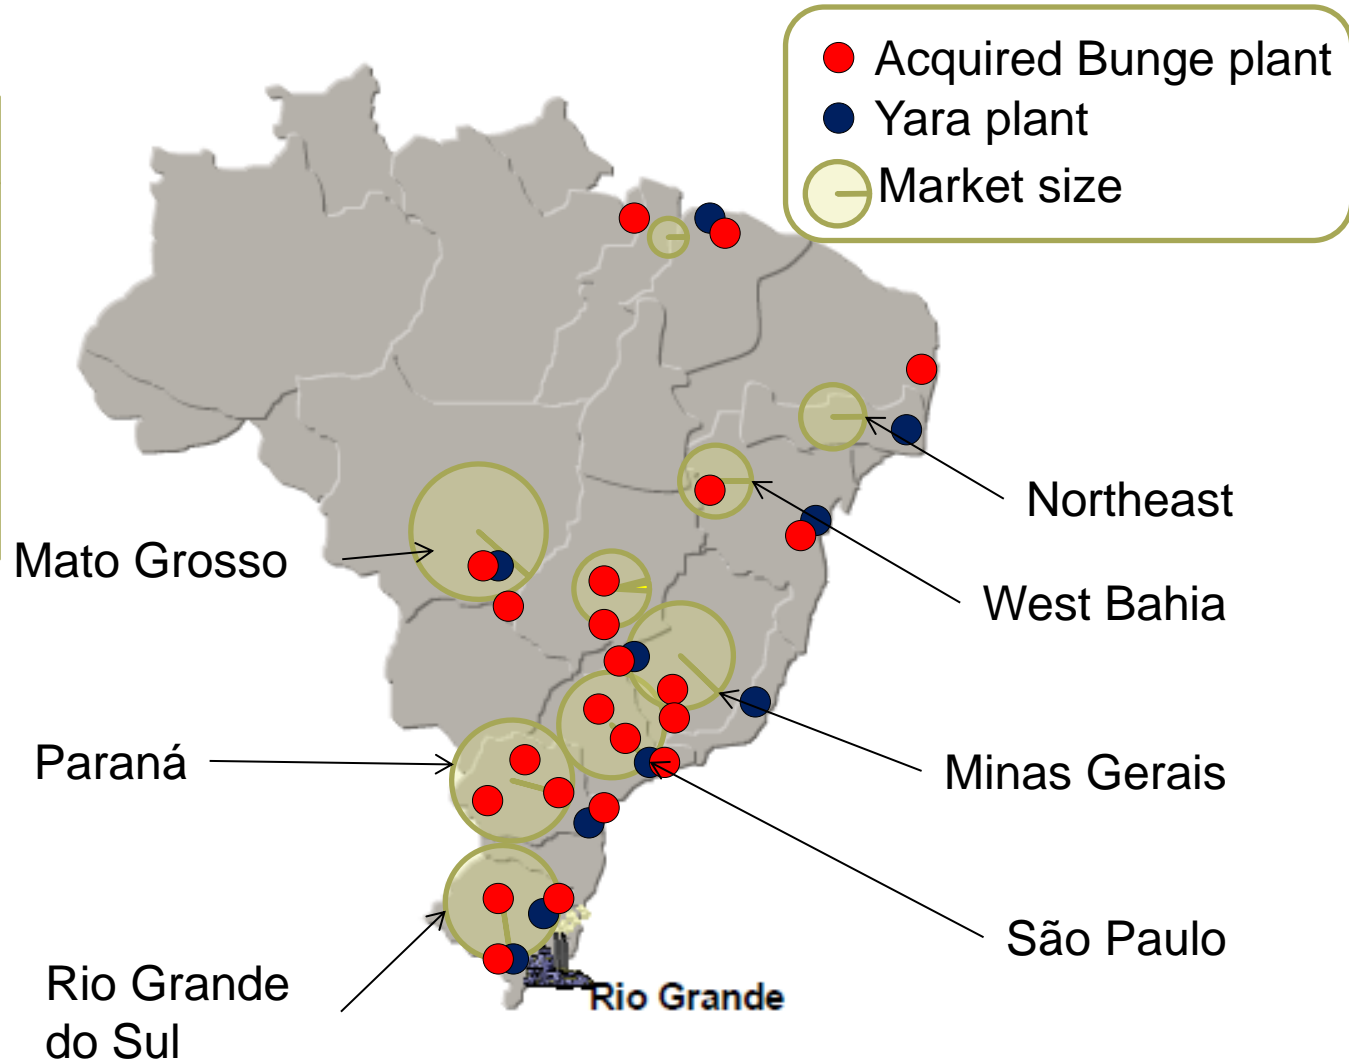 Acquired Bunge plant
Yara plant
Market size
Northeast
Mato Grosso
West Bahia
Paraná
Minas Gerais
São Paulo
Rio Grande
do Sul
Rio Grande